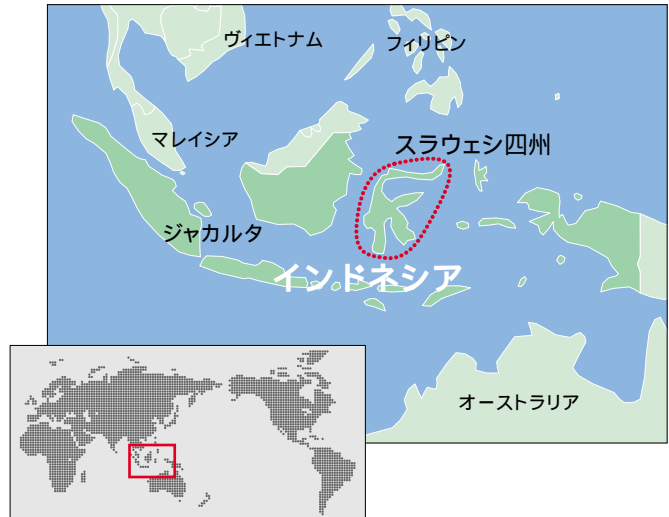 ヴィエトナム
フィリピン
マレイシア
スラウェシ四州
ジャカルタ
インドネシア
オーストラリア